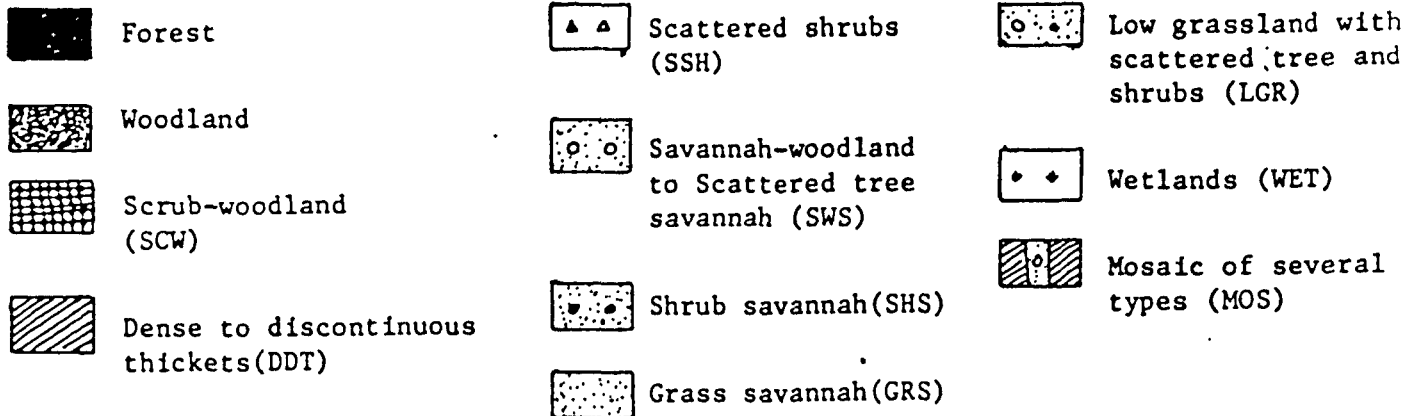 Forest
Woodland
Scrub-woodland
(SCW)
Dense to discontinuous
thickets(DDT)
Scattered shrubs
(SSH)
Savannah-woodland
to Scattered tree
savannah (SWS)
Shrub savannah(SHS)
Grass savannah(GRS)
Low grassland with
scattered tree and
shrubs (LGR)
Wetlands (WET)
Mosaic of several
types (MOS)